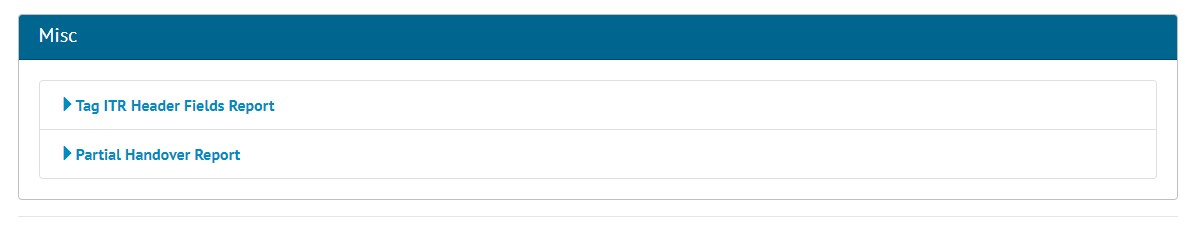 Misc
Tag ITR Header Fields Report
Partial Handover Report